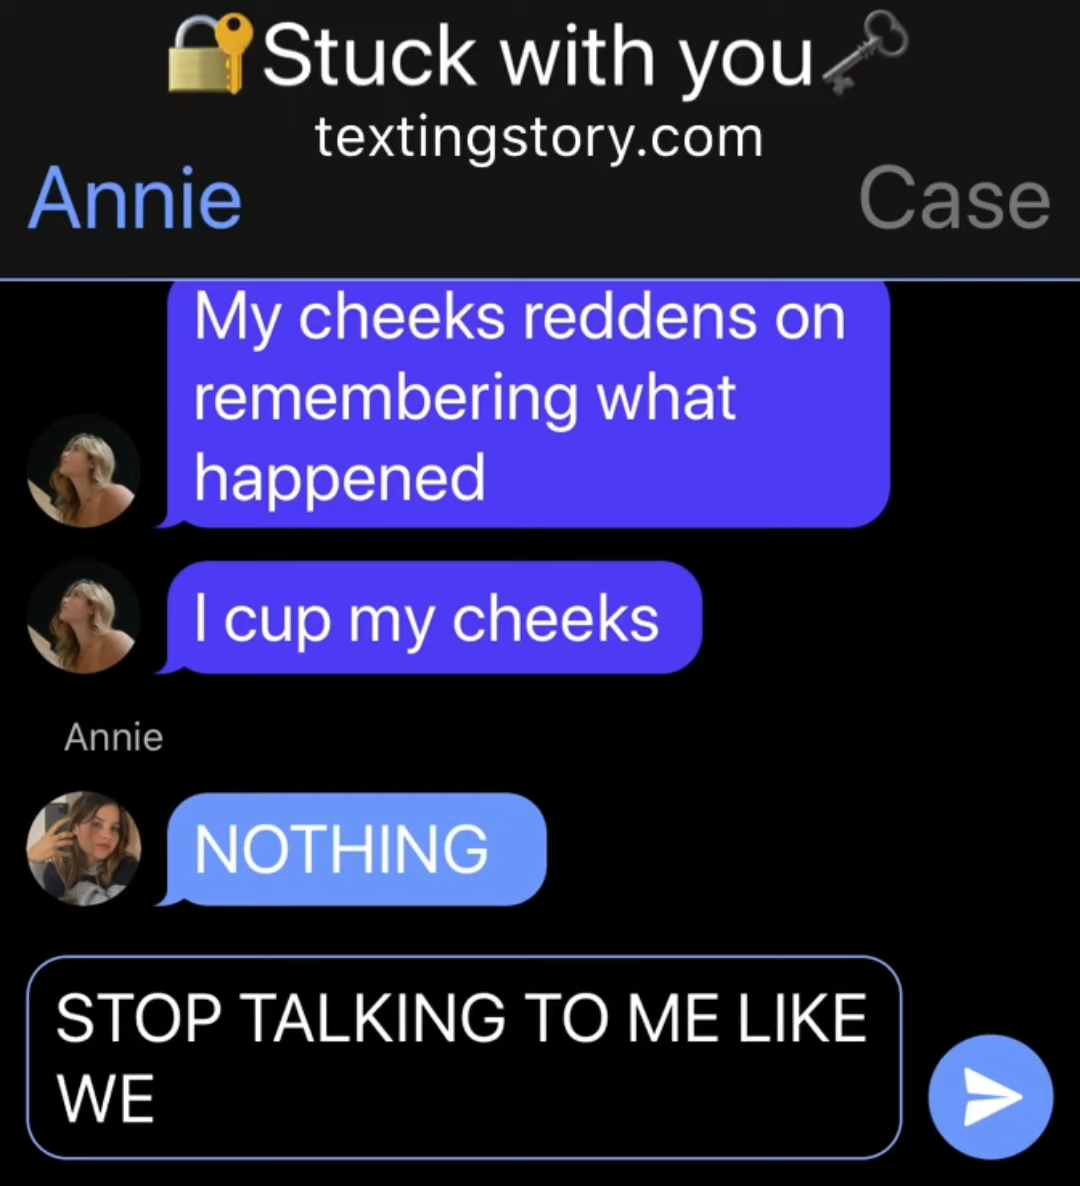 🔐Stuck with you🗝
textingstory.com
Annie
Case
My cheeks reddens on
remembering what
happened
I cup my cheeks
Annie
NOTHING
STOP TALKING TO ME LIKE
WE